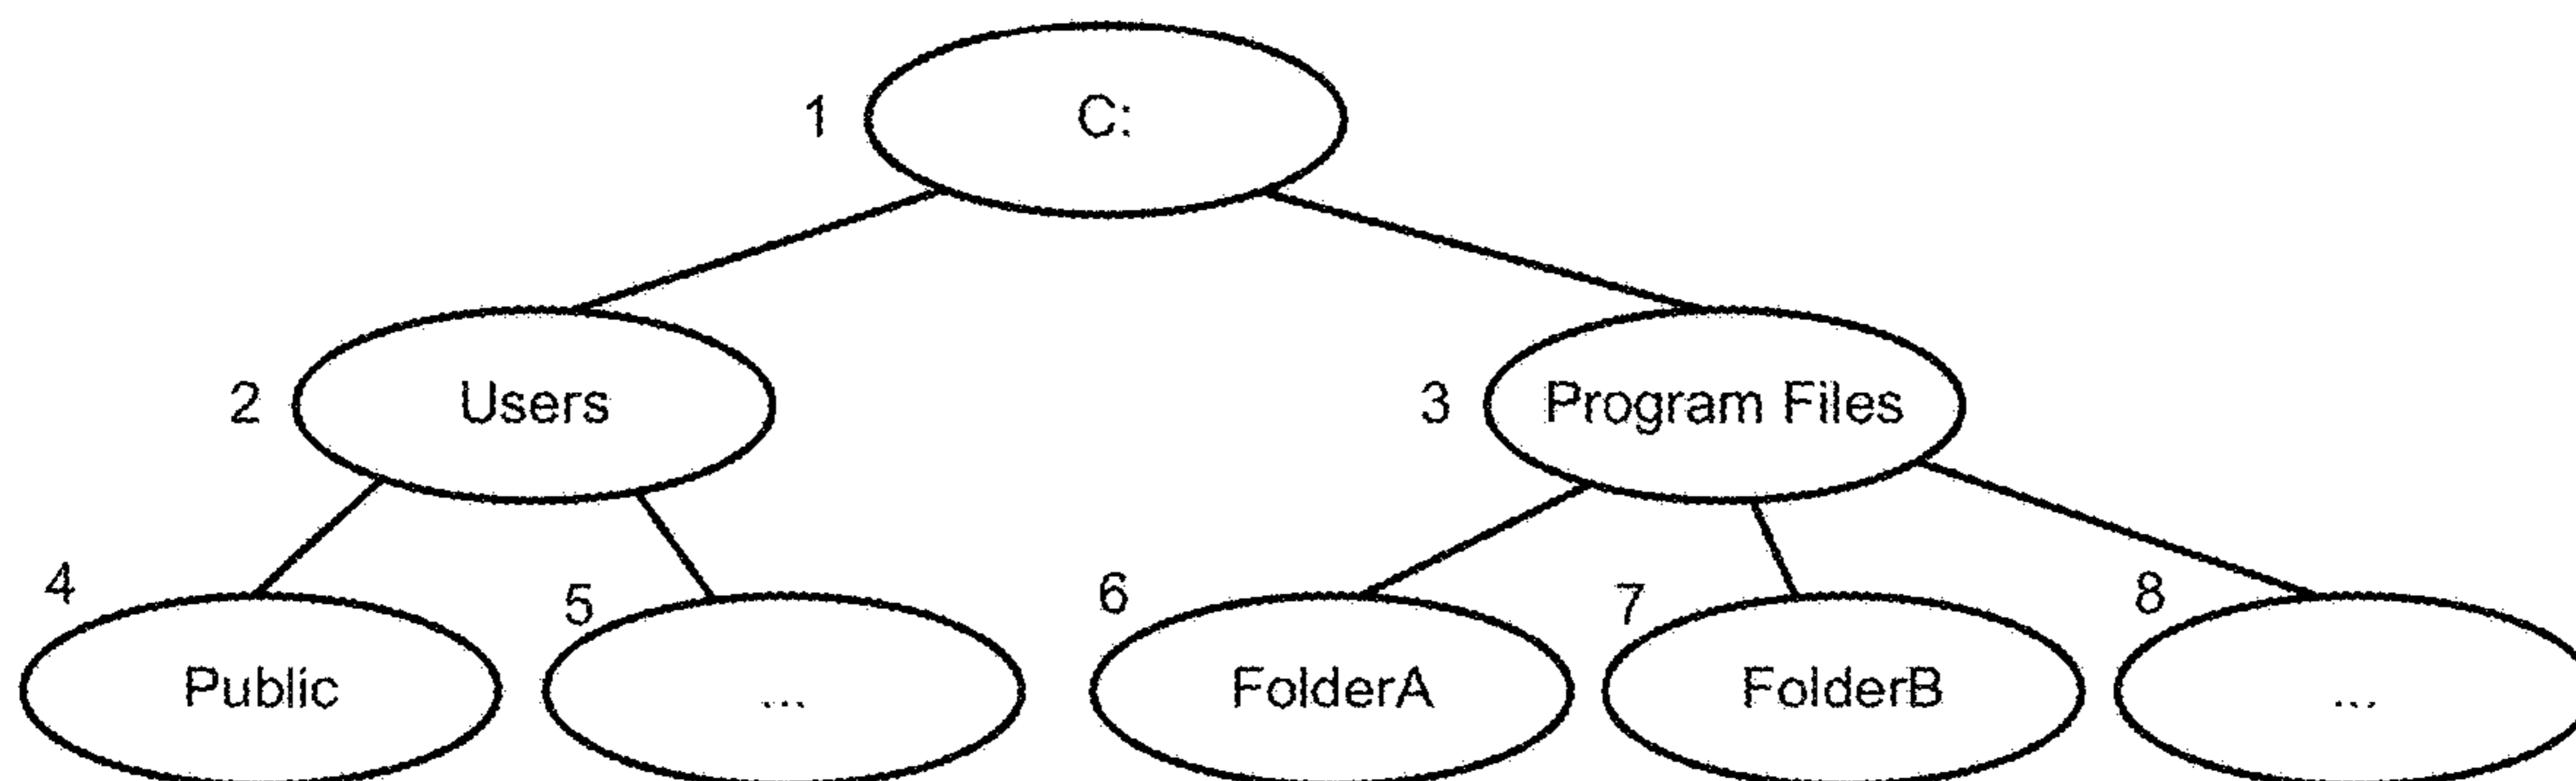 1 C:
2 Users 3 Program Files
4 5 6 7 8
Public ... FolderA FolderB ...